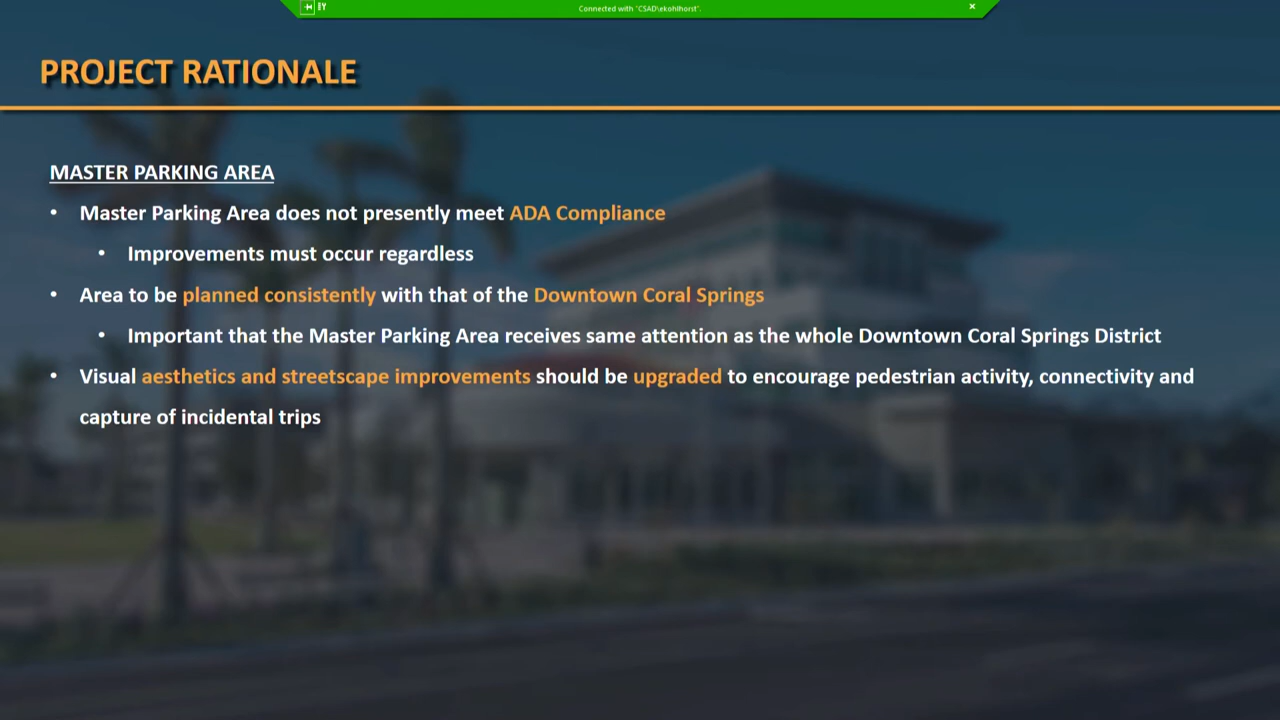 Connected with "CSAD\ekohlhorst".
PROJECT RATIONALE
MASTER PARKING AREA
• Master Parking Area does not presently meet ADA Compliance
• Improvements must occur regardless
• Area to be planned consistently with that of the Downtown Coral Springs
• Important that the Master Parking Area receives same attention as the whole Downtown Coral Springs District
• Visual aesthetics and streetscape improvements should be upgraded to encourage pedestrian activity, connectivity and
capture of incidental trips